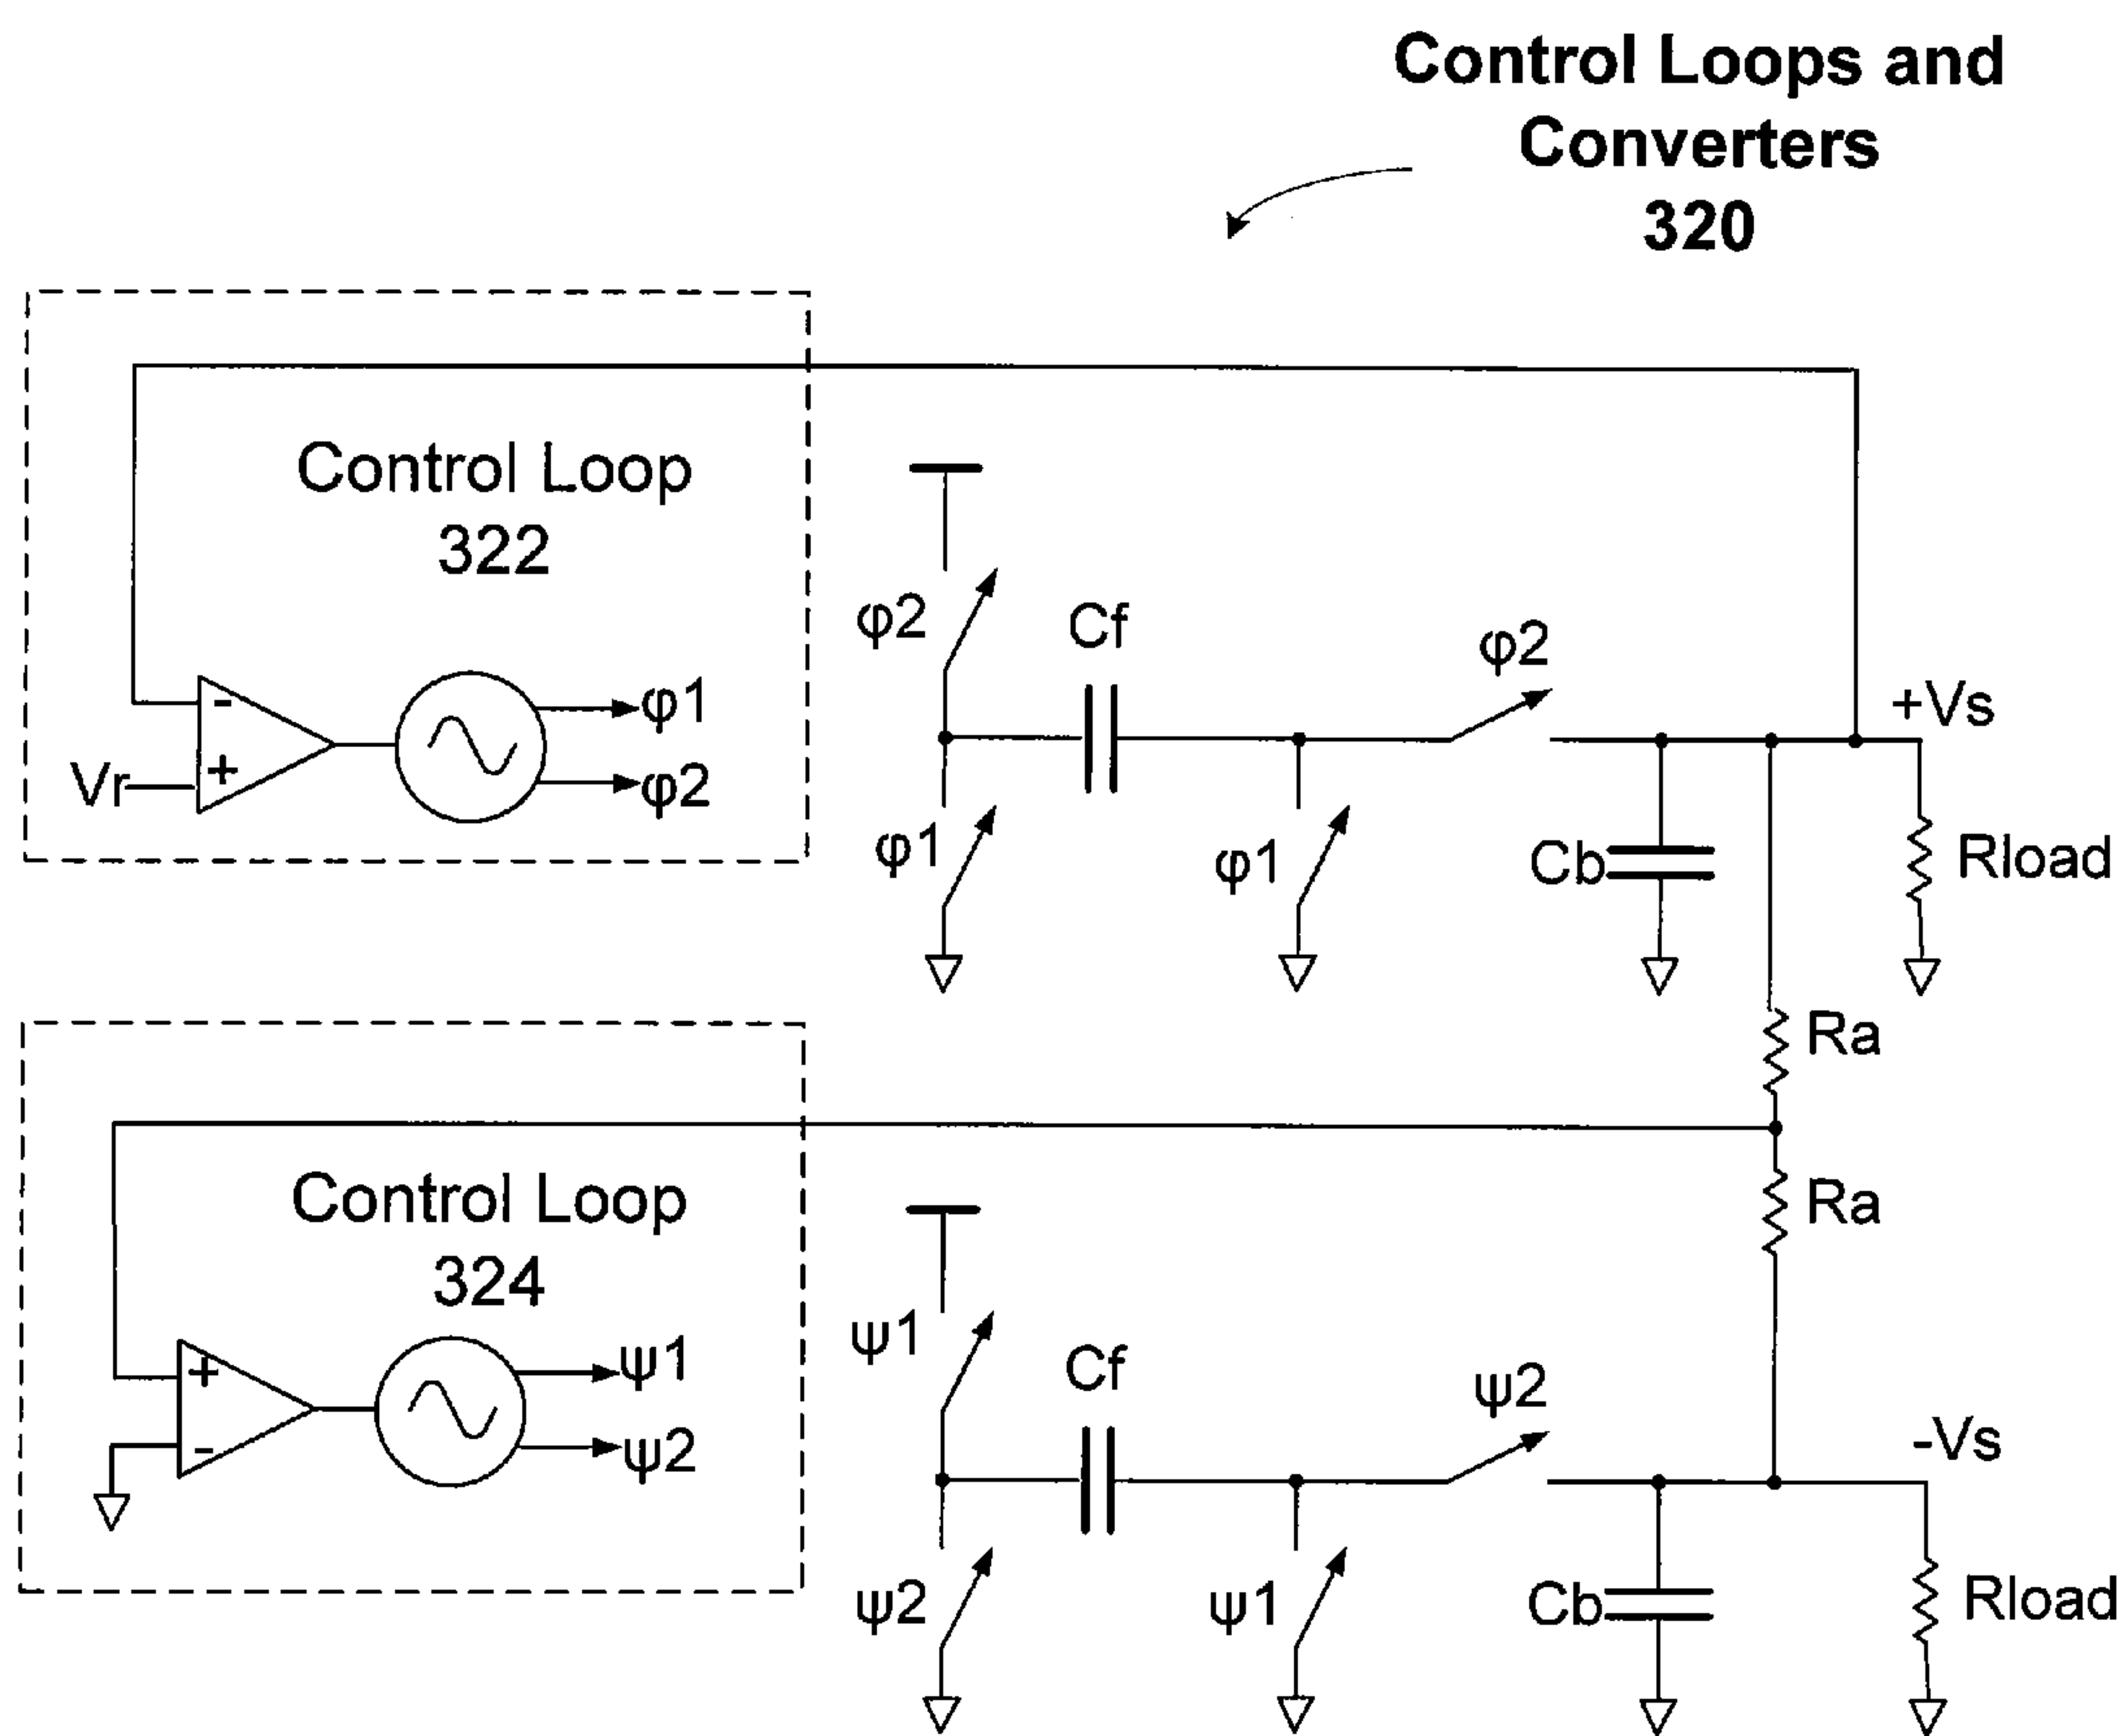 Control Loops and
Converters
320
Control Loop
322
φ2
Cf
φ2
+Vs
-
φ1
+
Vr
φ2
φ1
φ1
Cb
Rload
Ra
Control Loop
324
Ra
ψ1
Cf
ψ2
+
ψ1
-
ψ2
-Vs
ψ2
ψ1
Cb
Rload